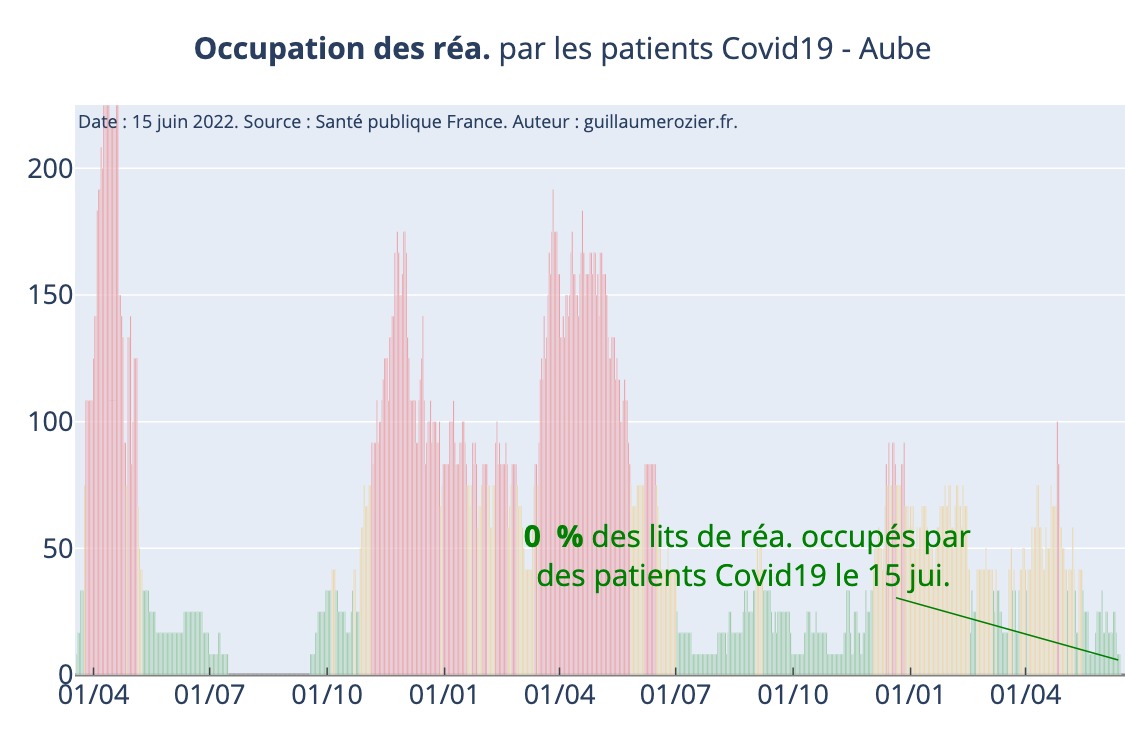 Occupation des réa. par les patients Covid19 - Aube
Date : 15 juin 2022. Source : Santé publique France. Auteur : guillaumerozier.fr.
200
150
100
50
0
0 % des lits de réa. occupés par
des patients Covid19 le 15 jui.
01/04 01/07 01/10 01/01 01/04 01/07 01/10 01/01 01/04